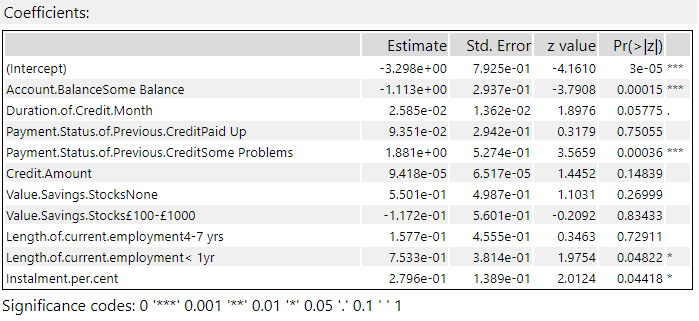 Coefficients:
Estimate Std. Error z value Pr(>|z|)
(Intercept) -3.298e+00 7.925e-01 -4.1610 3e-05 ***
Account.BalanceSome Balance -1.113e+00 2.937e-01 -3.7908 0.00015 ***
Duration.of.Credit.Month 2.585e-02 1.362e-02 1.8976 0.05775 .
Payment.Status.of.Previous.CreditPaid Up 9.351e-02 2.942e-01 0.3179 0.75055
Payment.Status.of.Previous.CreditSome Problems 1.881e+00 5.274e-01 3.5659 0.00036 ***
Credit.Amount 9.418e-05 6.517e-05 1.4452 0.14839
Value.Savings.StocksNone 5.501e-01 4.987e-01 1.1031 0.26999
Value.Savings.Stocks£100-£1000 -1.172e-01 5.601e-01 -0.2092 0.83433
Length.of.current.employment4-7 yrs 1.577e-01 4.555e-01 0.3463 0.72911
Length.of.current.employment< 1yr 7.533e-01 3.814e-01 1.9754 0.04822 *
Instalment.per.cent 2.796e-01 1.389e-01 2.0124 0.04418 *
Significance codes: 0 '***' 0.001 '**' 0.01 '*' 0.05 '.' 0.1 ' ' 1